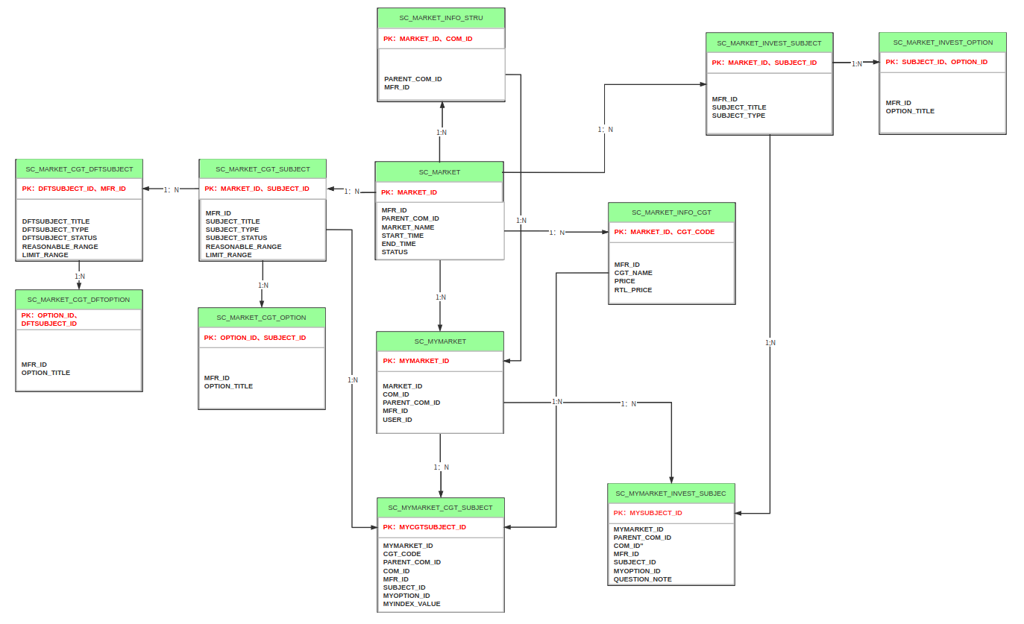 SC_MARKET_INFO_STRU
PK：MARKET_ID、COM_ID
PARENT_COM_ID
MFR_ID
SC_MARKET_INVEST_SUBJECT
PK：MARKET_ID、SUBJECT_ID
MFR_ID
SUBJECT_TITLE
SUBJECT_TYPE
1:N
SC_MARKET_INVEST_OPTION
PK：SUBJECT_ID、OPTION_ID
MFR_ID
OPTION_TITLE
1:N
1：N
SC_MARKET_CGT_DFTSUBJECT
PK：DFTSUBJECT_ID、MFR_ID
DFTSUBJECT_TITLE
DFTSUBJECT_TYPE
DFTSUBJECT_STATUS
REASONABLE_RANGE
LIMIT_RANGE
1：N
SC_MARKET_CGT_SUBJECT
PK：MARKET_ID、SUBJECT_ID
MFR_ID
SUBJECT_TITLE
SUBJECT_TYPE
SUBJECT_STATUS
REASONABLE_RANGE
LIMIT_RANGE
1：N
SC_MARKET
PK：MARKET_ID
MFR_ID
PARENT_COM_ID
MARKET_NAME
START_TIME
END_TIME
STATUS
1:N
1：N
SC_MARKET_INFO_CGT
PK：MARKET_ID、CGT_CODE
MFR_ID
CGT_NAME
PRICE
RTL_PRICE
1:N
1:N
1:N
SC_MARKET_CGT_DFTOPTION
PK：OPTION_ID、
DFTSUBJECT_ID
MFR_ID
OPTION_TITLE
SC_MARKET_CGT_OPTION
PK：OPTION_ID、SUBJECT_ID
MFR_ID
OPTION_TITLE
SC_MYMARKET
PK：MYMARKET_ID
MARKET_ID
COM_ID
PARENT_COM_ID
MFR_ID
USER_ID
1:N
1:N
1:N
1：N
1：N
SC_MYMARKET_CGT_SUBJECT
PK：MYCGTSUBJECT_ID
MYMARKET_ID
CGT_CODE
PARENT_COM_ID
COM_ID
MFR_ID
SUBJECT_ID
MYOPTION_ID
MYINDEX_VALUE
SC_MYMARKET_INVEST_SUBJEC
PK：MYSUBJECT_ID
MYMARKET_ID
PARENT_COM_ID
COM_ID"
MFR_ID
SUBJECT_ID
MYOPTION_ID
QUESTION_NOTE